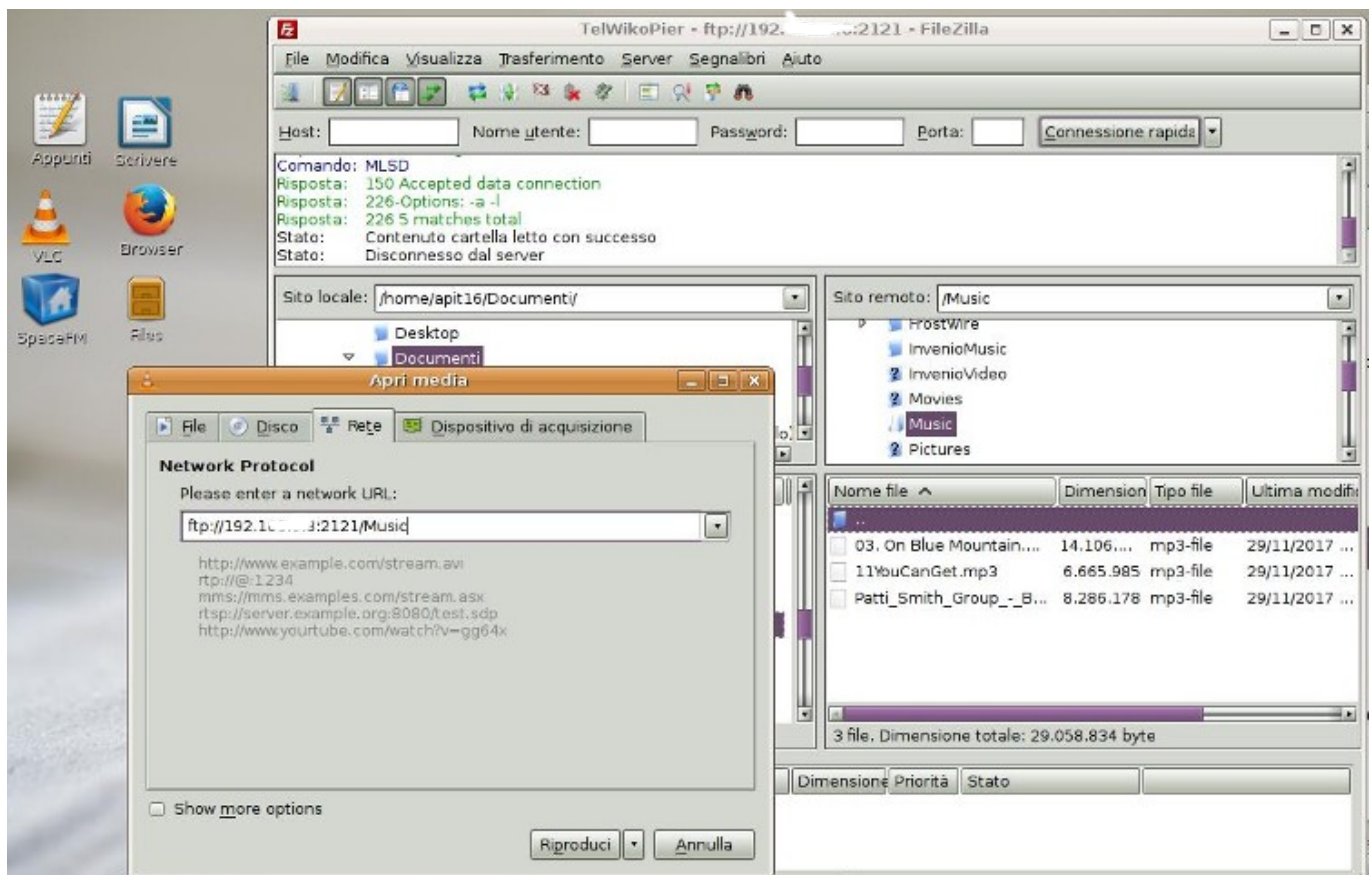 TelWikoPier - ftp://192. :2121 - FileZilla
File Modifica Visualizza Trasferimento Server Segnalibri Aiuto
Host: Nome utente: Password: Porta: Connessione rapida
Comando: MLSD
Risposta: 150 Accepted data connection
Risposta: 226-Options: -a -l
Risposta: 226 5 matches total
Stato: Contenuto cartella letto con successo
Stato: Disconnesso dal server
Appunti
Scrivere
VLC
Browser
SpaceFM
Files
Sito locale: /home/apit16/Documenti/
Desktop
Documenti
Sito remoto: /Music
FrostWire
InvenioMusic
InvenioVideo
Movies
Music
Pictures
Nome file Dimension Tipo file Ultima modifi
..
03. On Blue Mountain.... 14.106.... mp3-file 29/11/2017 ...
11YouCanGet.mp3 6.665.985 mp3-file 29/11/2017 ...
Patti_Smith_Group_-_B... 8.286.178 mp3-file 29/11/2017 ...
3 file. Dimensione totale: 29.058.834 byte
Dimensione Priorità Stato
Apri media
File Disco Rete Dispositivo di acquisizione
Network Protocol
Please enter a network URL:
ftp://192.1 :2121/Music
http://www.example.com/stream.avi
rtp://@:1234
mms://mms.examples.com/stream.asx
rtsp://server.example.org:8080/test.sdp
http://www.yourtube.com/watch?v=gg64x
Show more options
Riproduci Annulla